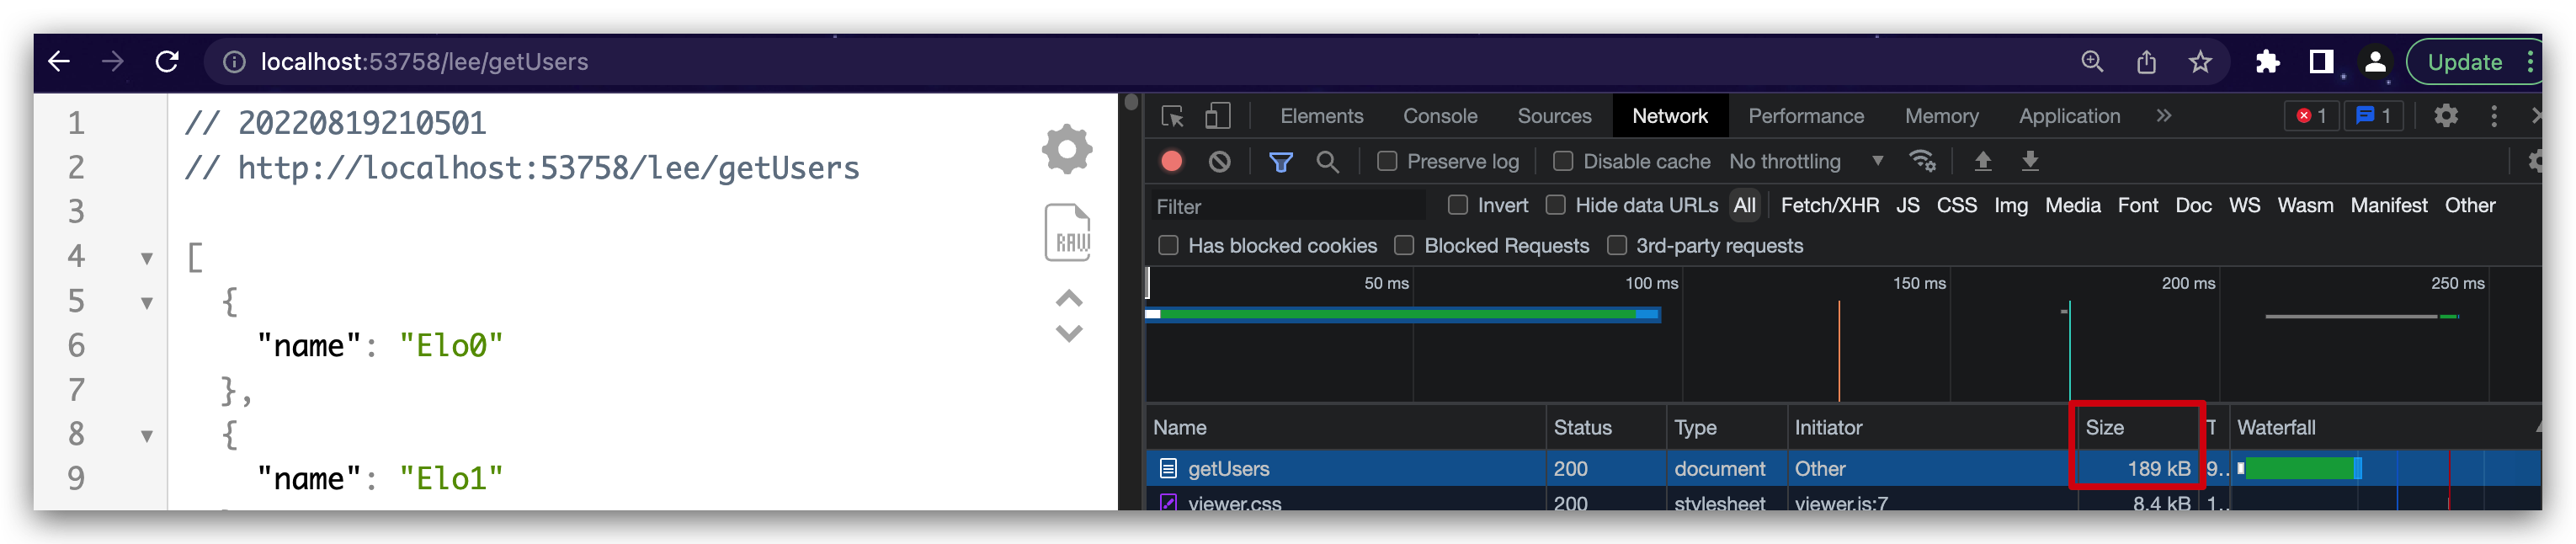 localhost:53758/lee/getUsers
Update
1 // 20220819210501
2 // http://localhost:53758/lee/getUsers
3
4 [
5 {
6 "name": "Elo0"
7 },
8 {
9 "name": "Elo1"
RAW
Elements Console Sources Network Performance Memory Application » 1 1
Preserve log Disable cache No throttling
Filter Invert Hide data URLs All Fetch/XHR JS CSS Img Media Font Doc WS Wasm Manifest Other
Has blocked cookies Blocked Requests 3rd-party requests
50 ms 100 ms 150 ms 200 ms 250 ms
Name Status Type Initiator Size T Waterfall
getUsers 200 document Other 189 kB 9..
viewer.css 200 stylesheet viewer.js:7 8.4 kB 1..